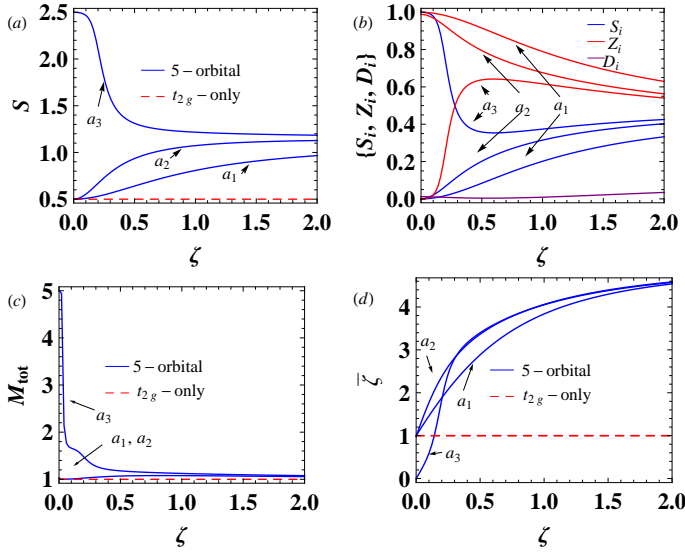 (a)
2.5
2.0
1.5
1.0
0.5
S
5 – orbital
t2 g – only
a3
a2
a1
0.0 0.5 1.0 1.5 2.0
ζ
(b)
1.0
0.8
0.6
0.4
0.2
0.0
{Si, Zi, Di}
Si
Zi
Di
a3
a2
a1
0.0 0.5 1.0 1.5 2.0
ζ
(c)
5
4
3
2
1
Mtot
5 – orbital
t2 g – only
a3
a1, a2
0.0 0.5 1.0 1.5 2.0
ζ
(d)
4
3
2
1
0
ζ̅
a2
5 – orbital
a1
t2 g – only
a3
0.0 0.5 1.0 1.5 2.0
ζ